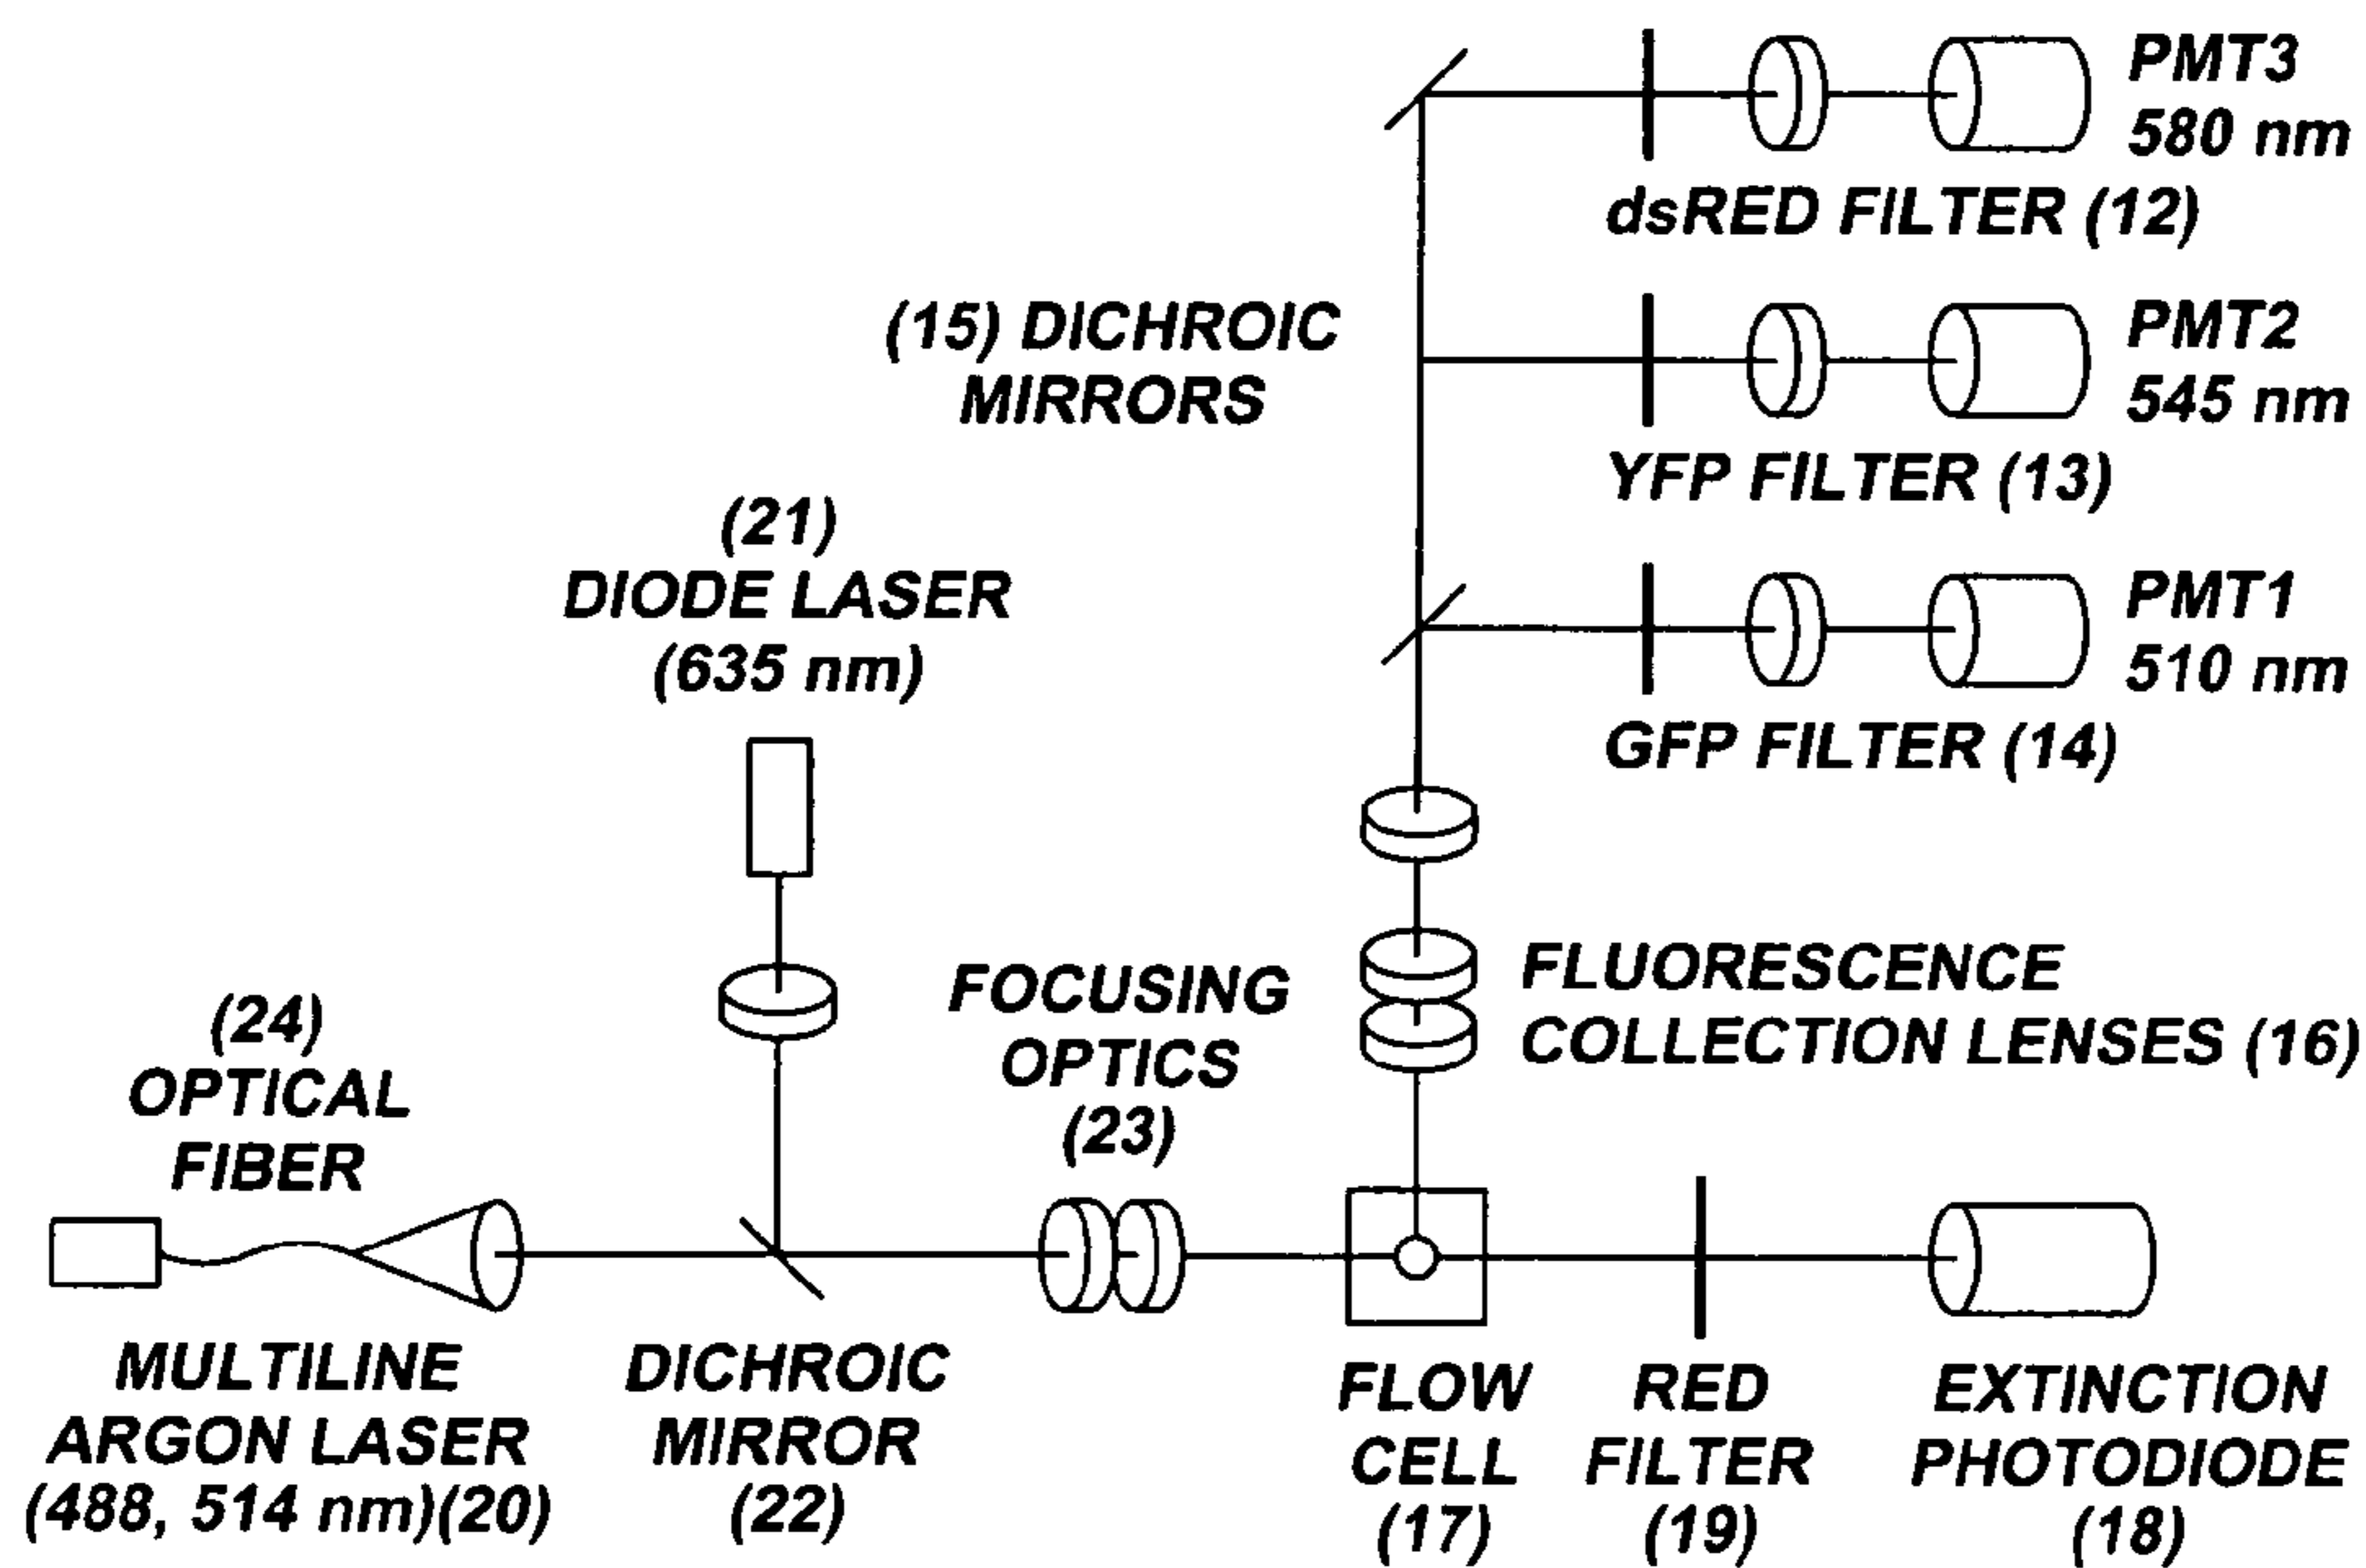 PMT3
580 nm
dsRED FILTER (12)
(15) DICHROIC
MIRRORS
PMT2
545 nm
YFP FILTER (13)
(21)
DIODE LASER
(635 nm)
PMT1
510 nm
GFP FILTER (14)
FLUORESCENCE
COLLECTION LENSES (16)
FOCUSING
OPTICS
(23)
(24)
OPTICAL
FIBER
MULTILINE
ARGON LASER
(488, 514 nm)(20)
DICHROIC
MIRROR
(22)
FLOW
CELL
(17)
RED
FILTER
(19)
EXTINCTION
PHOTODIODE
(18)